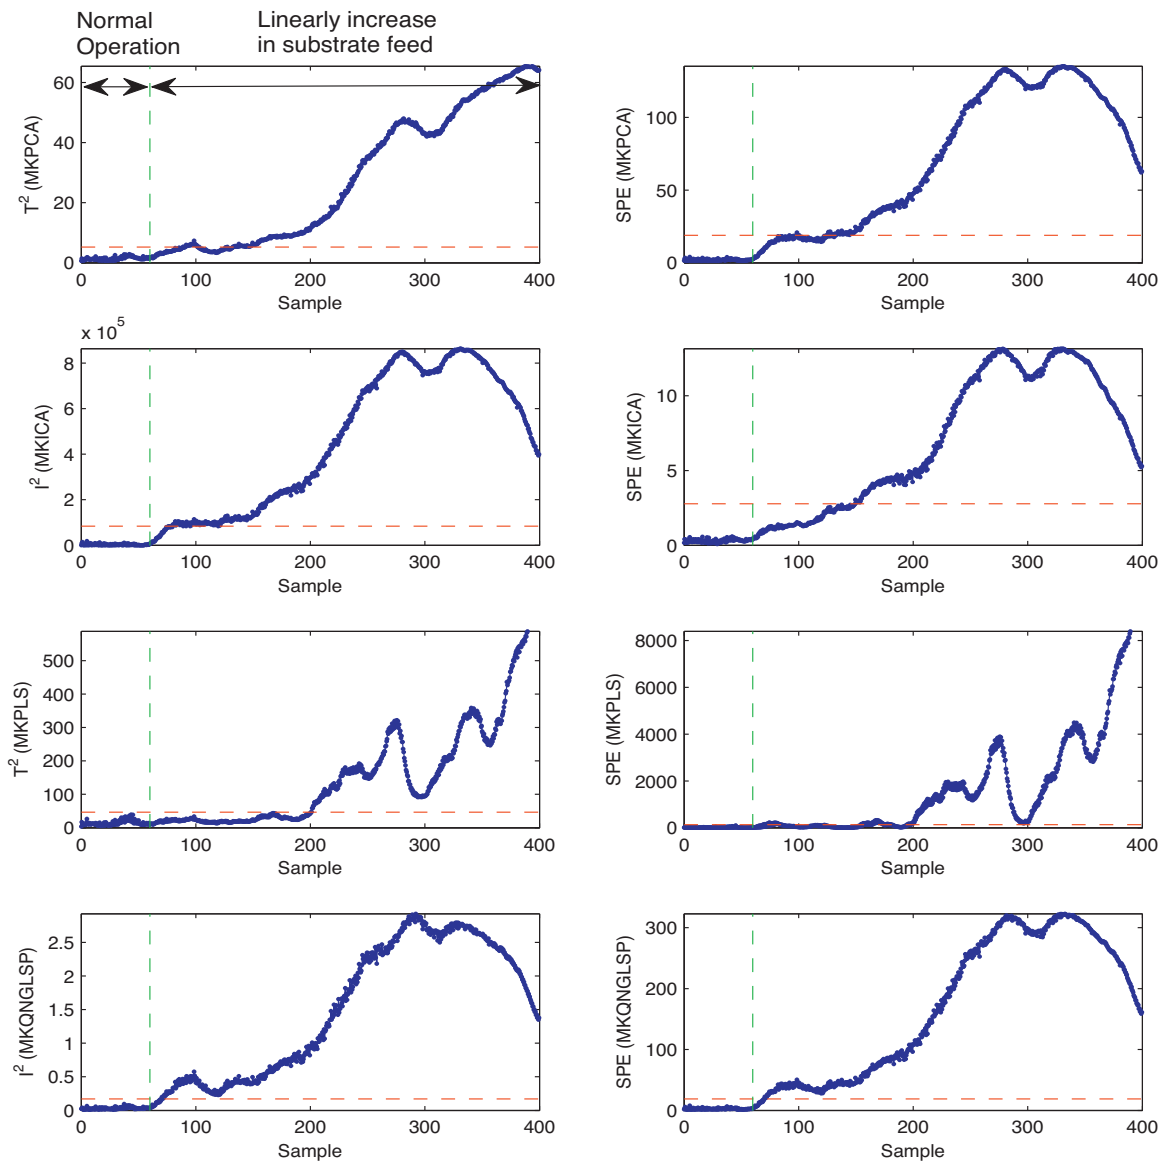 Normal
Operation
Linearly increase
in substrate feed
T² (MKPCA)
60
40
20
0
0 100 200 300 400
Sample
SPE (MKPCA)
100
50
0
0 100 200 300 400
Sample
x 10⁵
I² (MKICA)
8
6
4
2
0
0 100 200 300 400
Sample
SPE (MKICA)
10
5
0
0 100 200 300 400
Sample
T² (MKPLS)
500
400
300
200
100
0
0 100 200 300 400
Sample
SPE (MKPLS)
8000
6000
4000
2000
0
0 100 200 300 400
Sample
I² (MKQNGLSP)
2.5
2
1.5
1
0.5
0
0 100 200 300 400
Sample
SPE (MKQNGLSP)
300
200
100
0
0 100 200 300 400
Sample